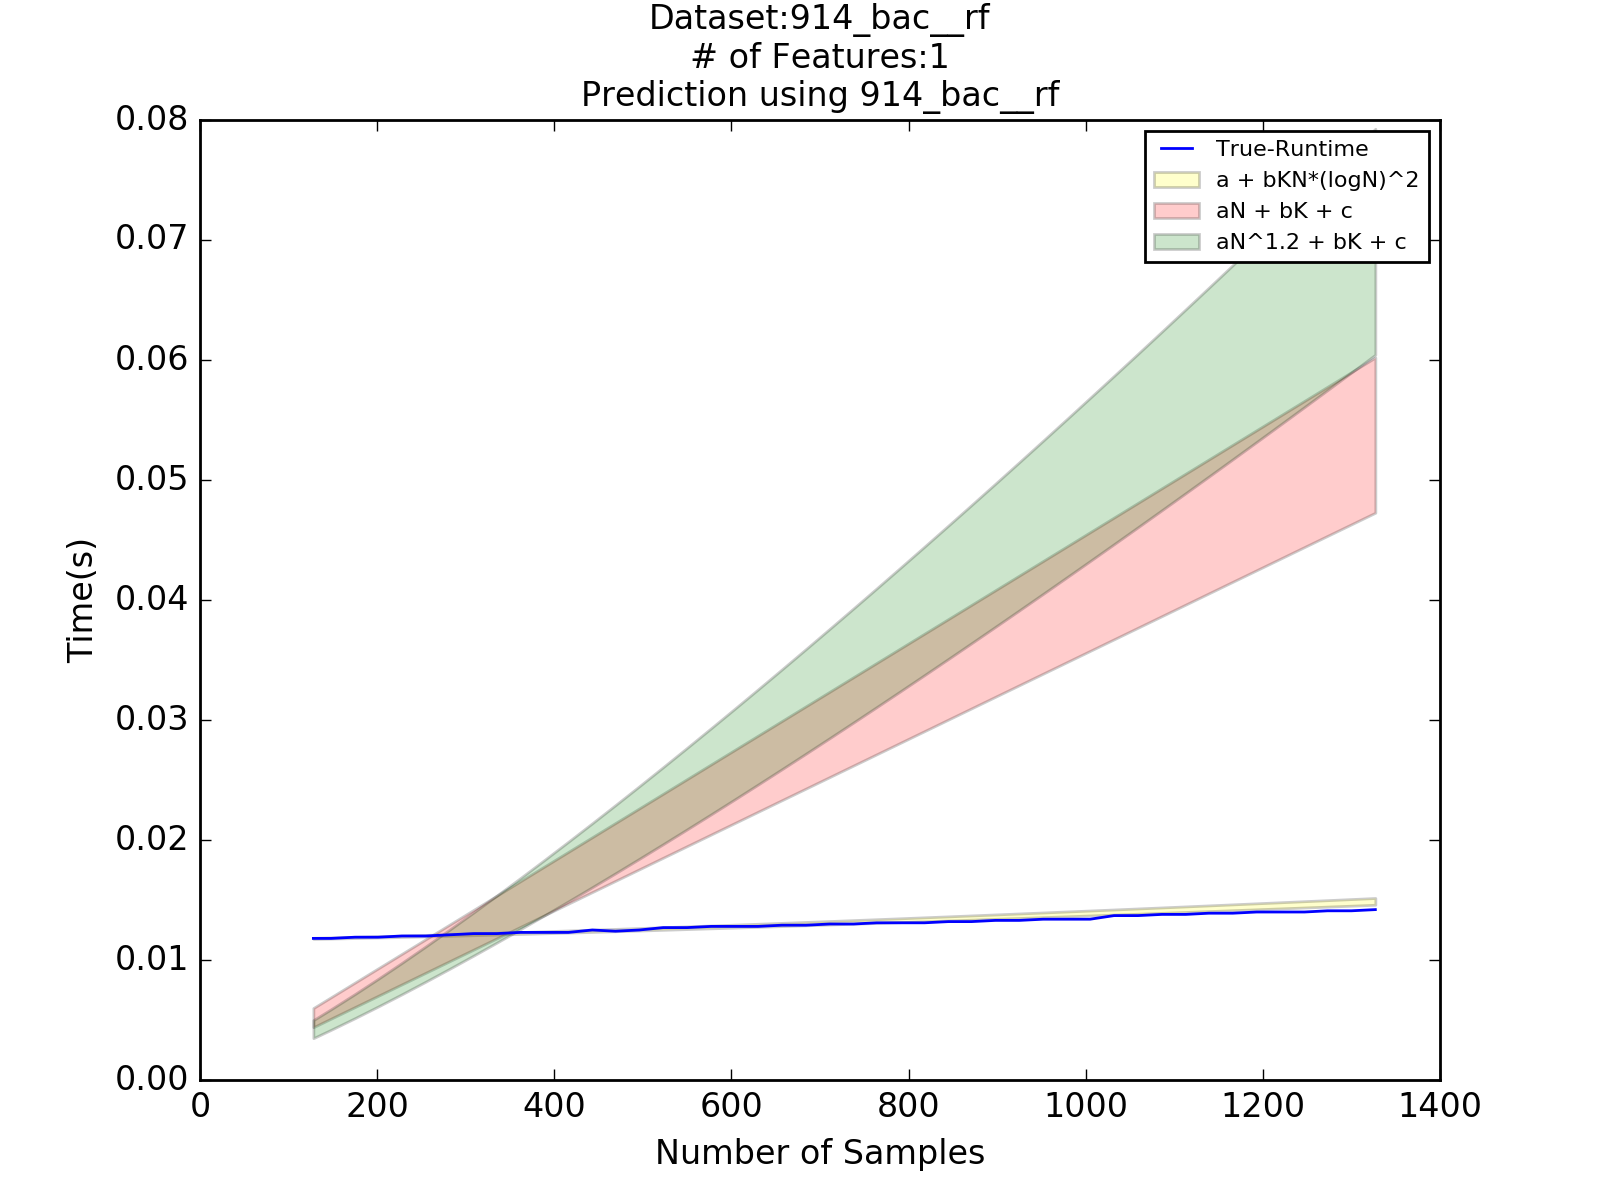 Dataset:914_bac__rf
# of Features:1
Prediction using 914_bac__rf
True-Runtime
a + bKN*(logN)^2
aN + bK + c
aN^1.2 + bK + c
0.08
0.07
0.06
0.05
0.04
0.03
0.02
0.01
0.00
Time(s)
0 200 400 600 800 1000 1200 1400
Number of Samples